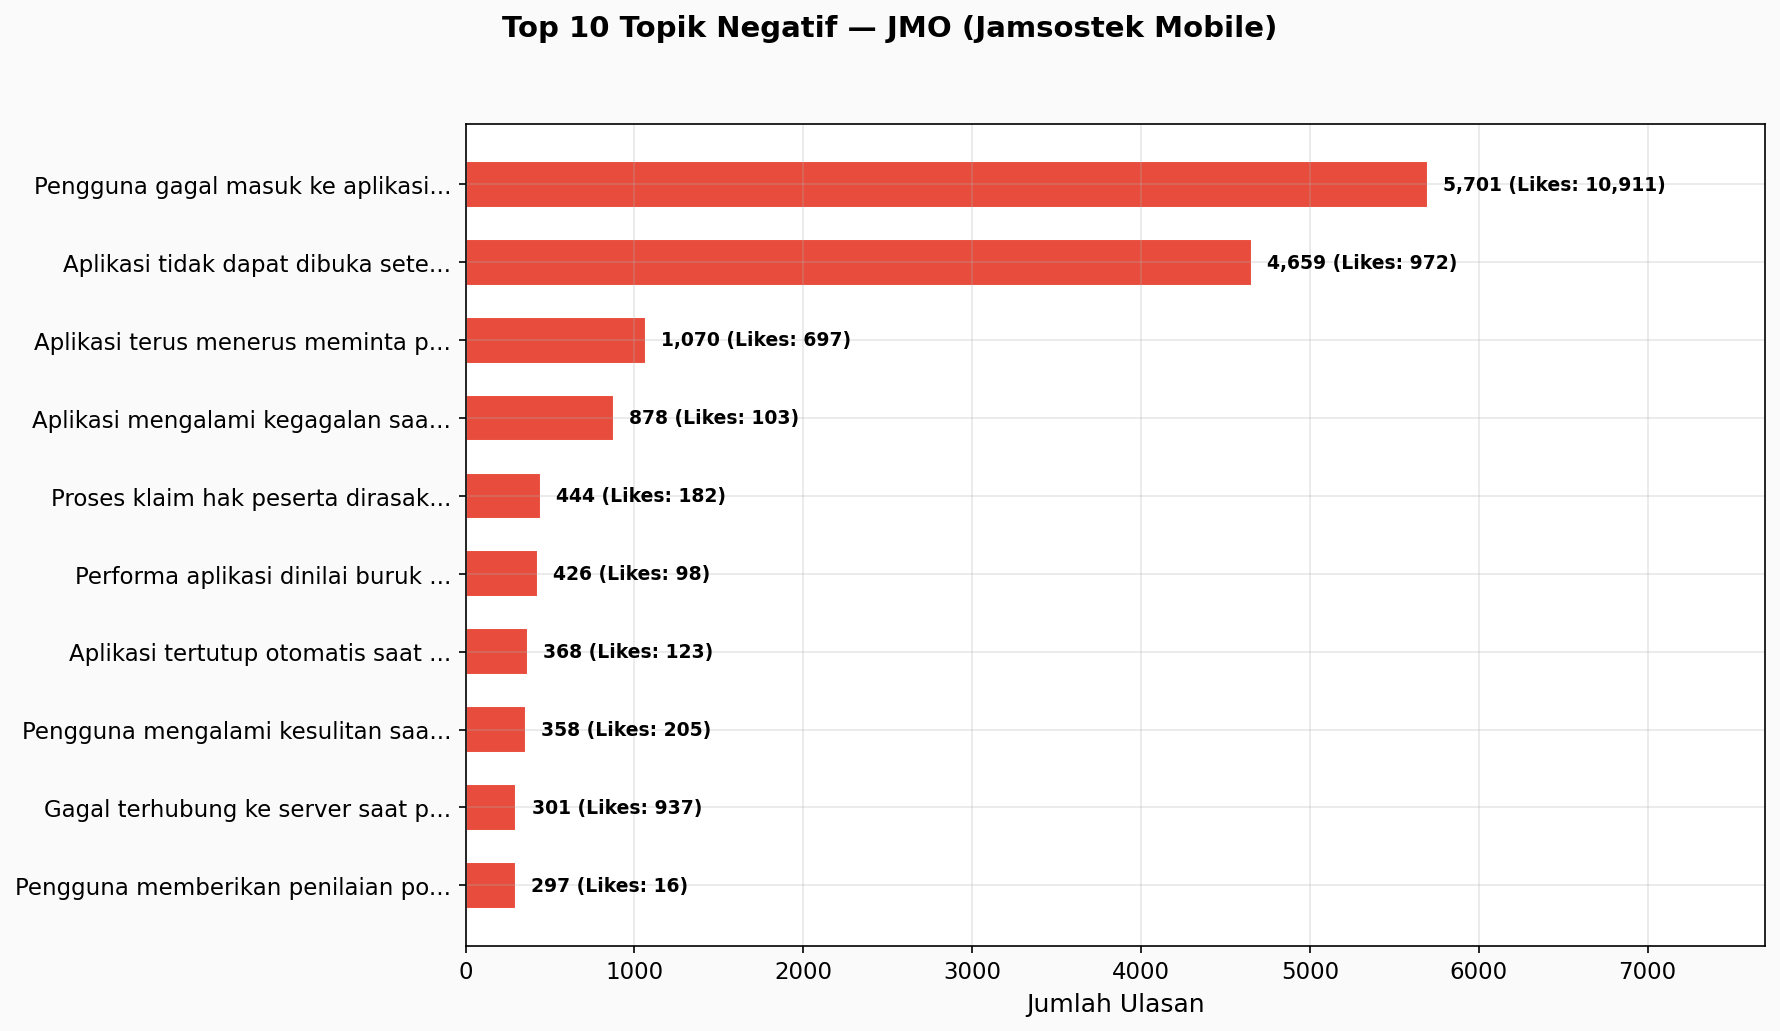 Top 10 Topik Negatif — JMO (Jamsostek Mobile)
Pengguna gagal masuk ke aplikasi...
5,701 (Likes: 10,911)
Aplikasi tidak dapat dibuka sete...
4,659 (Likes: 972)
Aplikasi terus menerus meminta p...
1,070 (Likes: 697)
Aplikasi mengalami kegagalan saa...
878 (Likes: 103)
Proses klaim hak peserta dirasak...
444 (Likes: 182)
Performa aplikasi dinilai buruk ...
426 (Likes: 98)
Aplikasi tertutup otomatis saat ...
368 (Likes: 123)
Pengguna mengalami kesulitan saa...
358 (Likes: 205)
Gagal terhubung ke server saat p...
301 (Likes: 937)
Pengguna memberikan penilaian po...
297 (Likes: 16)
0 1000 2000 3000 4000 5000 6000 7000
Jumlah Ulasan